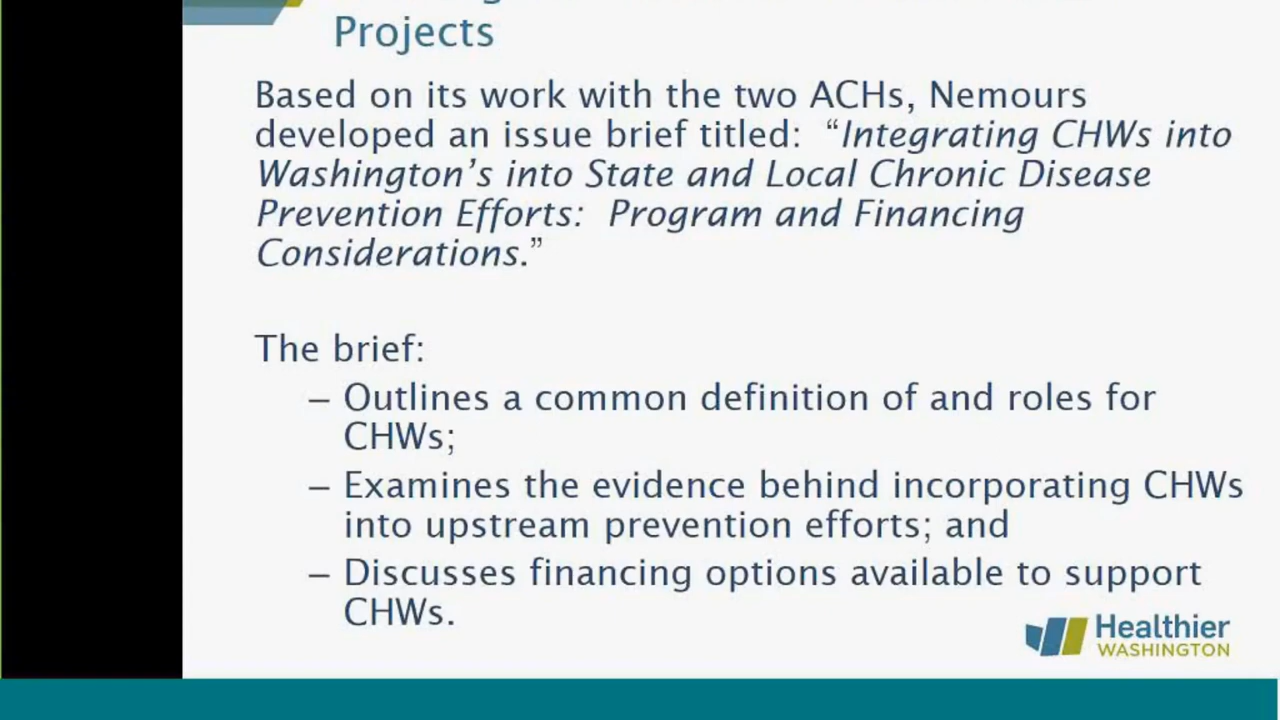 Projects
Based on its work with the two ACHs, Nemours
developed an issue brief titled: “Integrating CHWs into
Washington’s into State and Local Chronic Disease
Prevention Efforts: Program and Financing
Considerations.”
The brief:
– Outlines a common definition of and roles for
CHWs;
– Examines the evidence behind incorporating CHWs
into upstream prevention efforts; and
– Discusses financing options available to support
CHWs.
Healthier
WASHINGTON